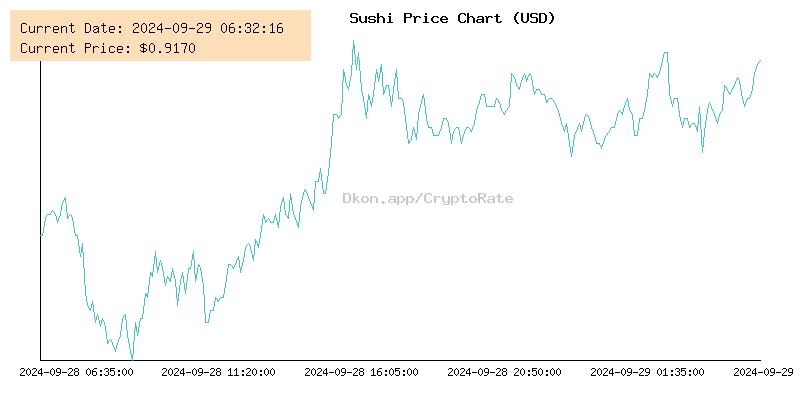 Sushi Price Chart (USD)
Current Date: 2024-09-29 06:32:16
Current Price: $0.9170
Dkon.app/CryptoRate
2024-09-28 06:35:00 2024-09-28 11:20:00 2024-09-28 16:05:00 2024-09-28 20:50:00 2024-09-29 01:35:00 2024-09-29